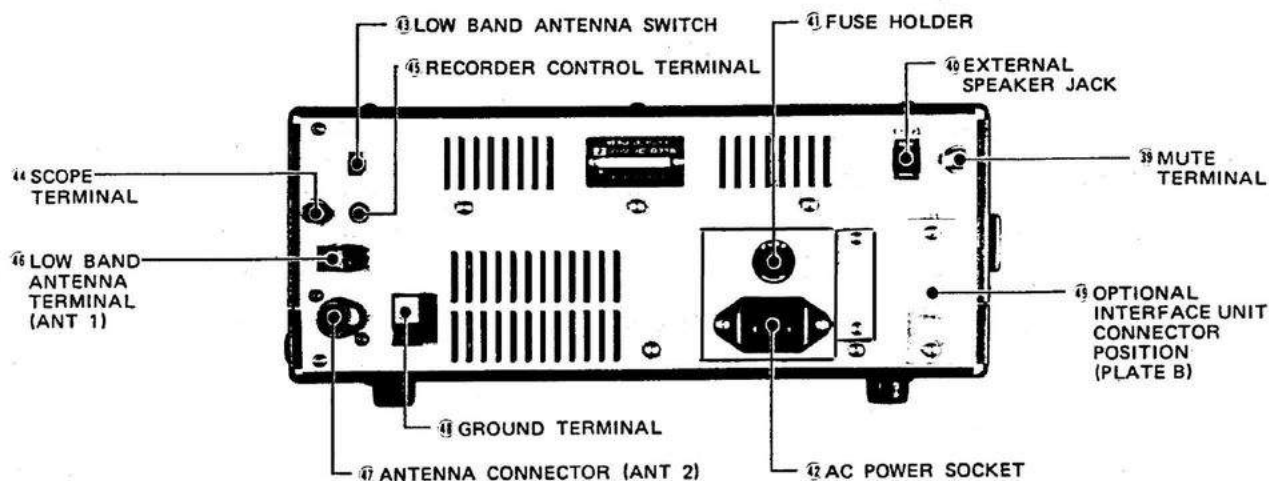 ㊸ LOW BAND ANTENNA SWITCH
㊶ FUSE HOLDER
㊺ RECORDER CONTROL TERMINAL
㊵ EXTERNAL
SPEAKER JACK
㊹ SCOPE
TERMINAL
㊴ MUTE
TERMINAL
㊻ LOW BAND
ANTENNA
TERMINAL
(ANT 1)
㊾ OPTIONAL
INTERFACE UNIT
CONNECTOR
POSITION
(PLATE B)
㊽ GROUND TERMINAL
㊼ ANTENNA CONNECTOR (ANT 2)
㊷ AC POWER SOCKET